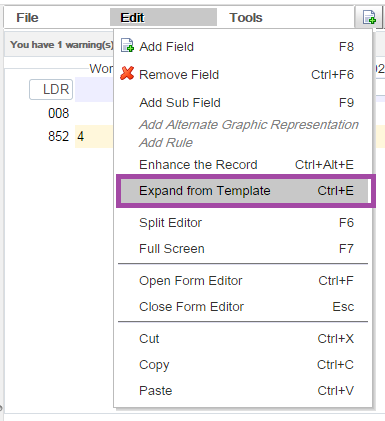 File Edit Tools
You have 1 warning(s)
Wor
LDR
008
852 4
Add Field F8
Remove Field Ctrl+F6
Add Sub Field F9
Add Alternate Graphic Representation
Add Rule
Enhance the Record Ctrl+Alt+E
Expand from Template Ctrl+E
Split Editor F6
Full Screen F7
Open Form Editor Ctrl+F
Close Form Editor Esc
Cut Ctrl+X
Copy Ctrl+C
Paste Ctrl+V